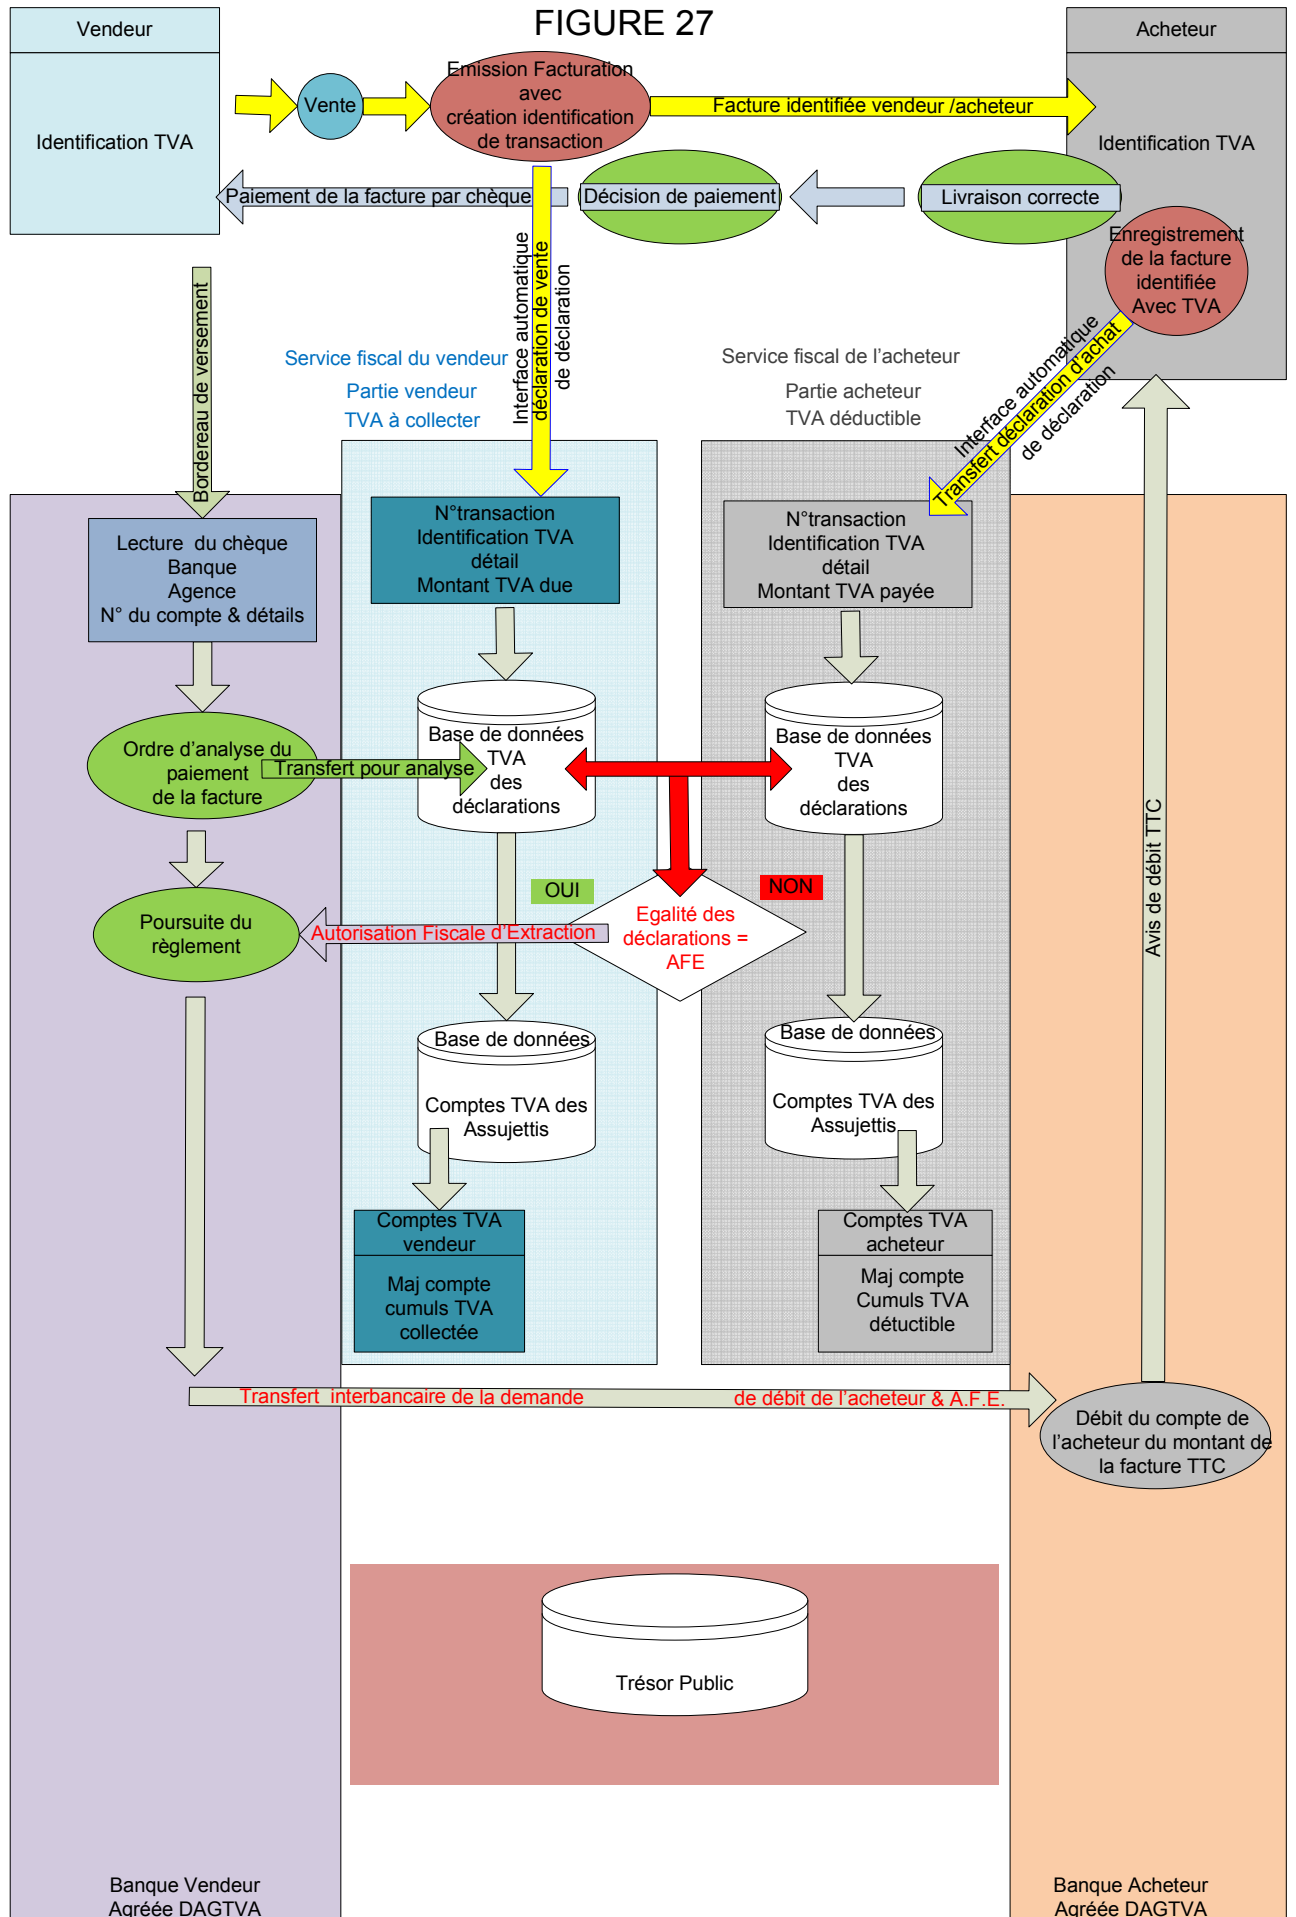 FIGURE 27
Vendeur
Identification TVA
Vente
Emission Facturation
avec
création identification
de transaction
Facture identifiée vendeur /acheteur
Acheteur
Identification TVA
Paiement de la facture par chèque
Décision de paiement
Livraison correcte
Enregistrement
de la facture
identifiée
Avec TVA
Bordereau de versement
Interface automatique
déclaration de vente
de déclaration
Interface automatique
Transfert déclaration d'achat
de déclaration
Service fiscal du vendeur
Partie vendeur
TVA à collecter
Service fiscal de l'acheteur
Partie acheteur
TVA déductible
Lecture du chèque
Banque
Agence
N° du compte & détails
N°transaction
Identification TVA
détail
Montant TVA due
N°transaction
Identification TVA
détail
Montant TVA payée
Ordre d'analyse du
paiement
de la facture
Transfert pour analyse
Base de données
TVA
des
déclarations
Base de données
TVA
des
déclarations
OUI
NON
Poursuite du
règlement
Autorisation Fiscale d'Extraction
Egalité des
déclarations =
AFE
Avis de débit TTC
Base de données
Comptes TVA des
Assujettis
Base de données
Comptes TVA des
Assujettis
Comptes TVA
vendeur
Maj compte
cumuls TVA
collectée
Comptes TVA
acheteur
Maj compte
Cumuls TVA
détuctible
Transfert interbancaire de la demande de débit de l'acheteur & A.F.E.
Débit du compte de
l'acheteur du montant de
la facture TTC
Trésor Public
Banque Vendeur
Agréée DAGTVA
Banque Acheteur
Agréée DAGTVA